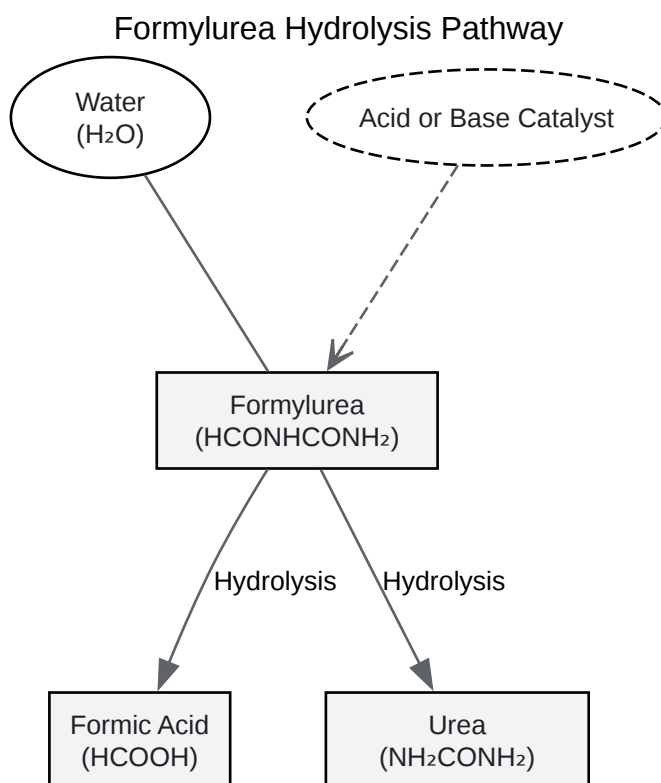 Formylurea Hydrolysis Pathway
Water
(H₂O)
Acid or Base Catalyst
Formylurea
(HCONHCONH₂)
Hydrolysis
Hydrolysis
Formic Acid
(HCOOH)
Urea
(NH₂CONH₂)